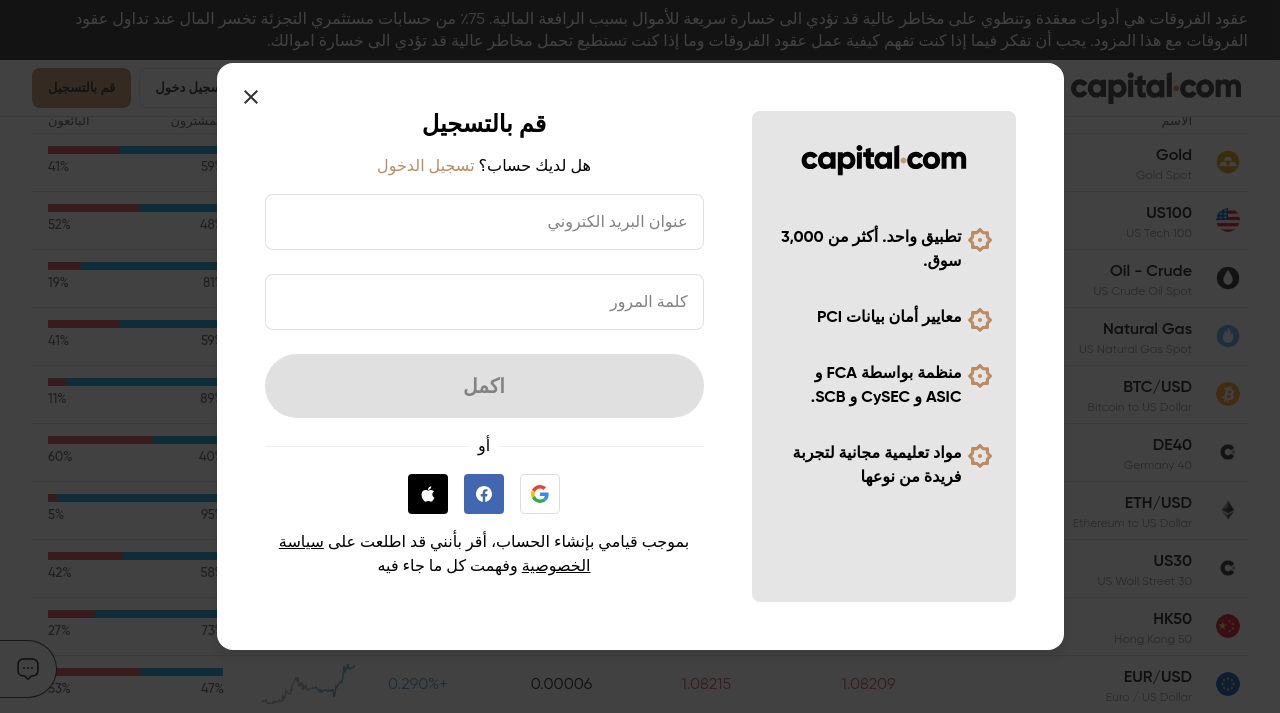 عقود الفروقات هي أدوات معقدة وتنطوي على مخاطر عالية قد تؤدي الى خسارة سريعة للأموال بسبب الرافعة المالية. 75٪ من حسابات مستثمري التجزئة تخسر المال عند تداول عقود
الفروقات مع هذا المزود. يجب أن تفكر فيما إذا كنت تفهم كيفية عمل عقود الفروقات وما إذا كنت تستطيع تحمل مخاطر عالية قد تؤدي الى خسارة اموالك.
capital.com
دخول
قم بالتسجيل
الاسم
البائعون
Gold
Gold Spot
59%
41%
US100
US Tech 100
48%
52%
Oil - Crude
US Crude Oil Spot
81%
19%
Natural Gas
US Natural Gas Spot
59%
41%
BTC/USD
Bitcoin to US Dollar
89%
11%
DE40
Germany 40
40%
60%
ETH/USD
Ethereum to US Dollar
95%
5%
US30
US Wall Street 30
58%
42%
HK50
Hong Kong 50
73%
27%
EUR/USD
Euro / US Dollar
1.08209
1.08215
0.00006
0.290%+
47%
53%
capital.com
تطبيق واحد. أكثر من 3,000
سوق.
معايير أمان بيانات PCI
منظمة بواسطة FCA و
ASIC و CySEC و SCB.
مواد تعليمية مجانية لتجربة
فريدة من نوعها
قم بالتسجيل
هل لديك حساب؟ تسجيل الدخول
عنوان البريد الكتروني
كلمة المرور
اكمل
أو
بموجب قيامي بإنشاء الحساب، أقر بأنني قد اطلعت على سياسة
الخصوصية وفهمت كل ما جاء فيه